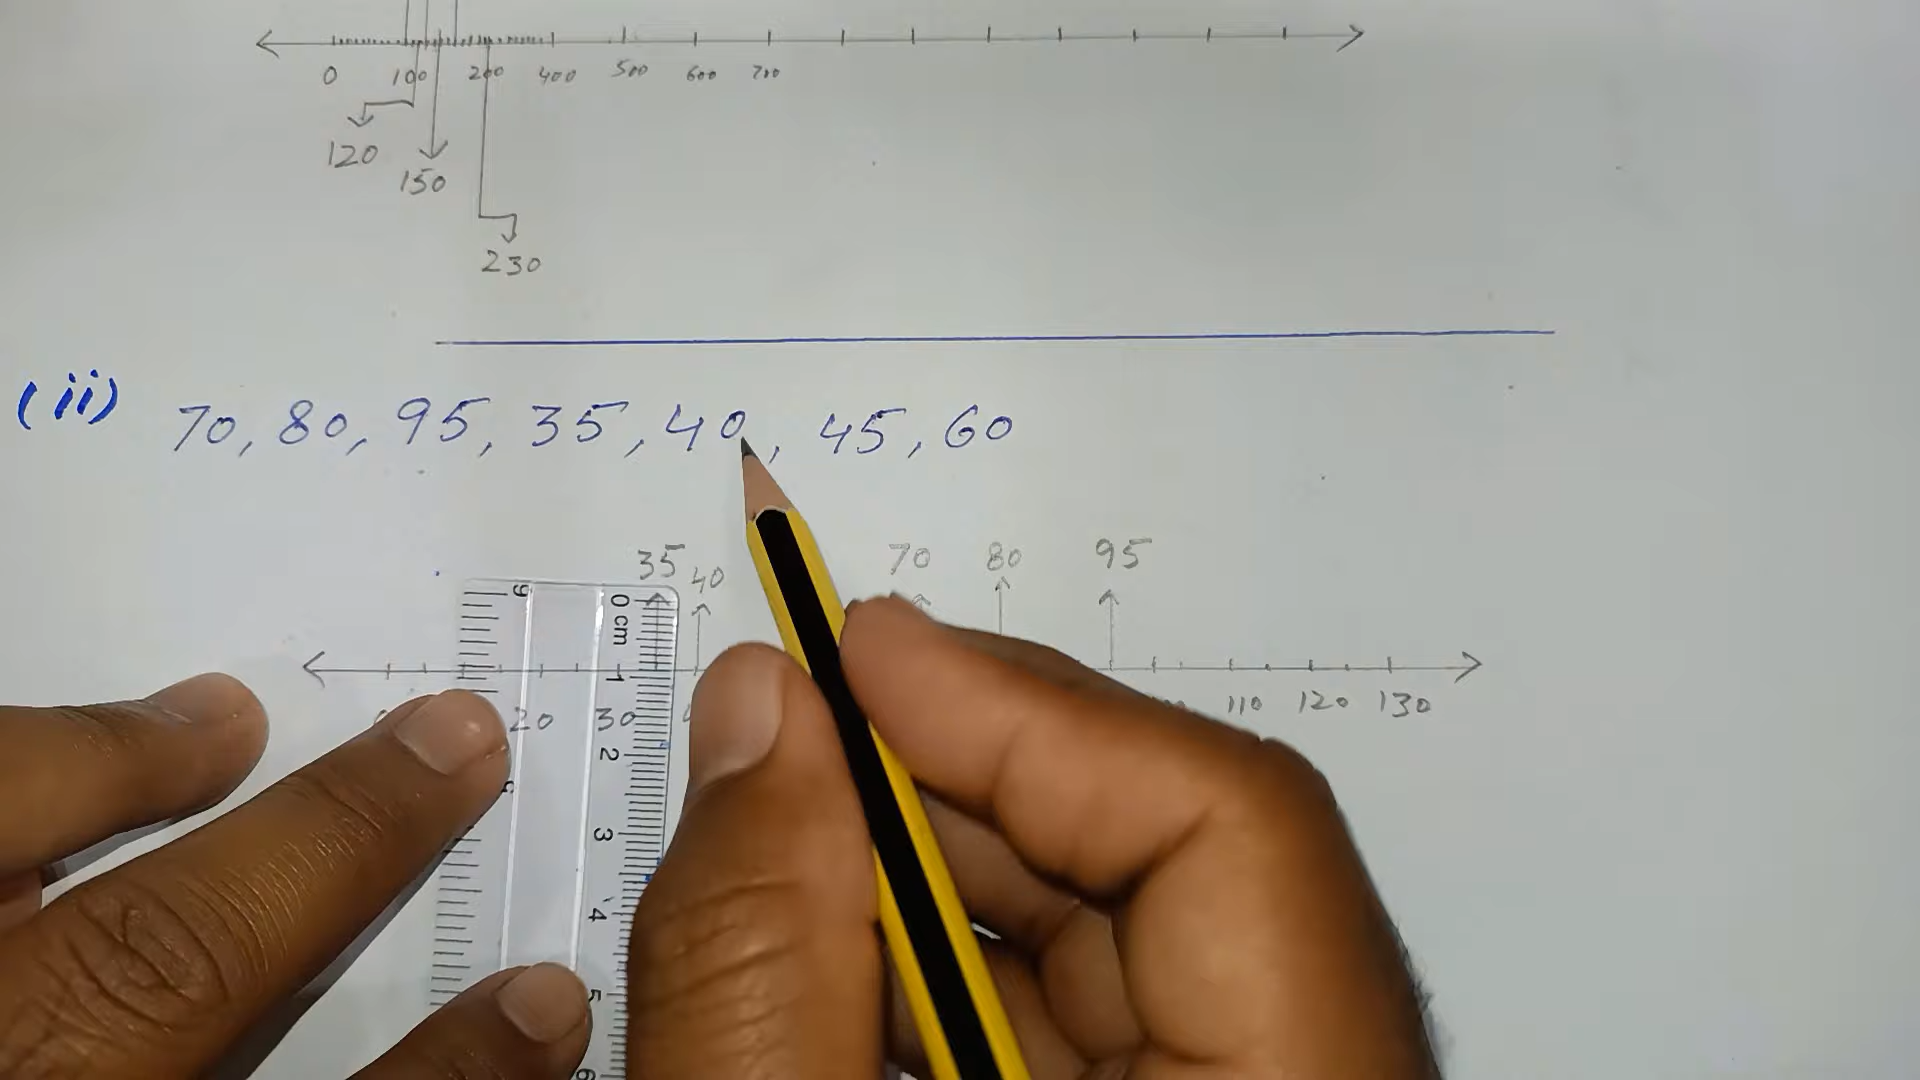 0 100 200 400 500 600 700
120
150
230
(ii) 70, 80, 95, 35, 40, 45, 60
35 40 70 80 95
20 30 110 120 130
0 cm 1 2 3 4 5 6